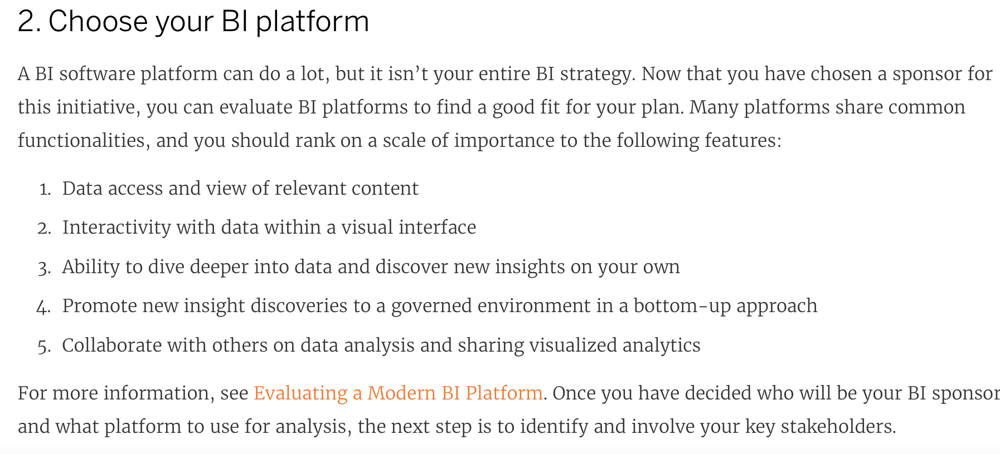 2. Choose your BI platform
A BI software platform can do a lot, but it isn’t your entire BI strategy. Now that you have chosen a sponsor for
this initiative, you can evaluate BI platforms to find a good fit for your plan. Many platforms share common
functionalities, and you should rank on a scale of importance to the following features:
1. Data access and view of relevant content
2. Interactivity with data within a visual interface
3. Ability to dive deeper into data and discover new insights on your own
4. Promote new insight discoveries to a governed environment in a bottom-up approach
5. Collaborate with others on data analysis and sharing visualized analytics
For more information, see Evaluating a Modern BI Platform. Once you have decided who will be your BI sponsor
and what platform to use for analysis, the next step is to identify and involve your key stakeholders.